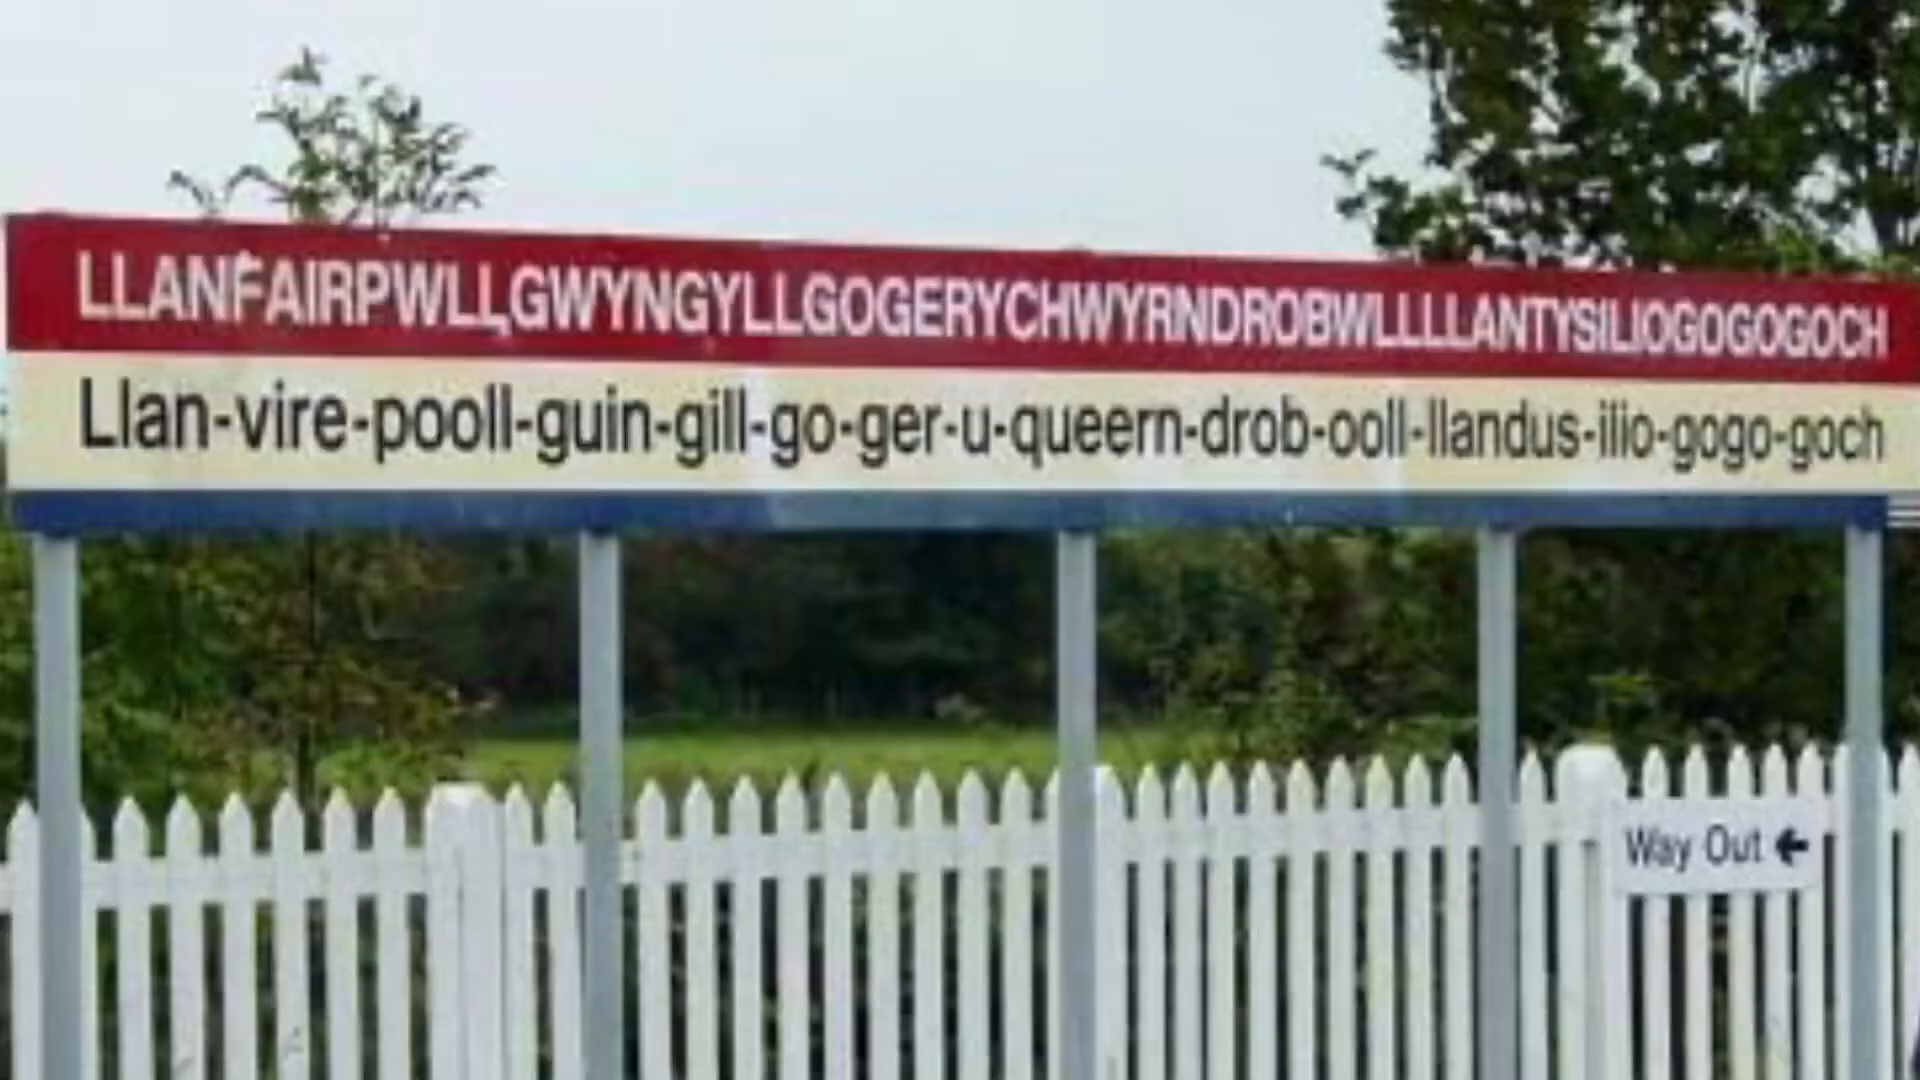 LLANFAIRPWLLGWYNGYLLGOGERYCHWYRNDROBWLLLLANTYSILIOGOGOGOCH
Llan-vire-pooll-guin-gill-go-ger-u-queern-drob-ooll-llandus-ilio-gogo-goch
Way Out ←